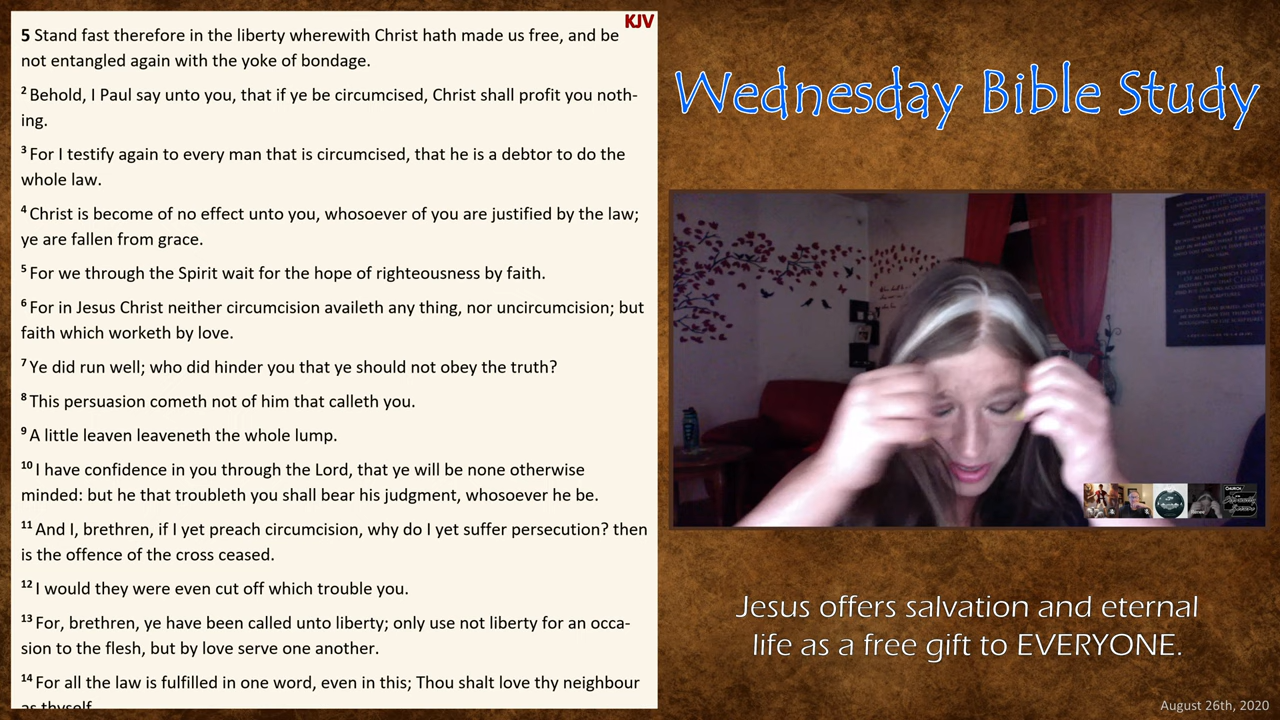 KJV
5 Stand fast therefore in the liberty wherewith Christ hath made us free, and be
not entangled again with the yoke of bondage.
2 Behold, I Paul say unto you, that if ye be circumcised, Christ shall profit you noth-
ing.
3 For I testify again to every man that is circumcised, that he is a debtor to do the
whole law.
4 Christ is become of no effect unto you, whosoever of you are justified by the law;
ye are fallen from grace.
5 For we through the Spirit wait for the hope of righteousness by faith.
6 For in Jesus Christ neither circumcision availeth any thing, nor uncircumcision; but
faith which worketh by love.
7 Ye did run well; who did hinder you that ye should not obey the truth?
8 This persuasion cometh not of him that calleth you.
9 A little leaven leaveneth the whole lump.
10 I have confidence in you through the Lord, that ye will be none otherwise
minded: but he that troubleth you shall bear his judgment, whosoever he be.
11 And I, brethren, if I yet preach circumcision, why do I yet suffer persecution? then
is the offence of the cross ceased.
12 I would they were even cut off which trouble you.
13 For, brethren, ye have been called unto liberty; only use not liberty for an occa-
sion to the flesh, but by love serve one another.
14 For all the law is fulfilled in one word, even in this; Thou shalt love thy neighbour
as thyself
Wednesday Bible Study
CHURCH
Jesus offers salvation and eternal
life as a free gift to EVERYONE.
August 26th, 2020